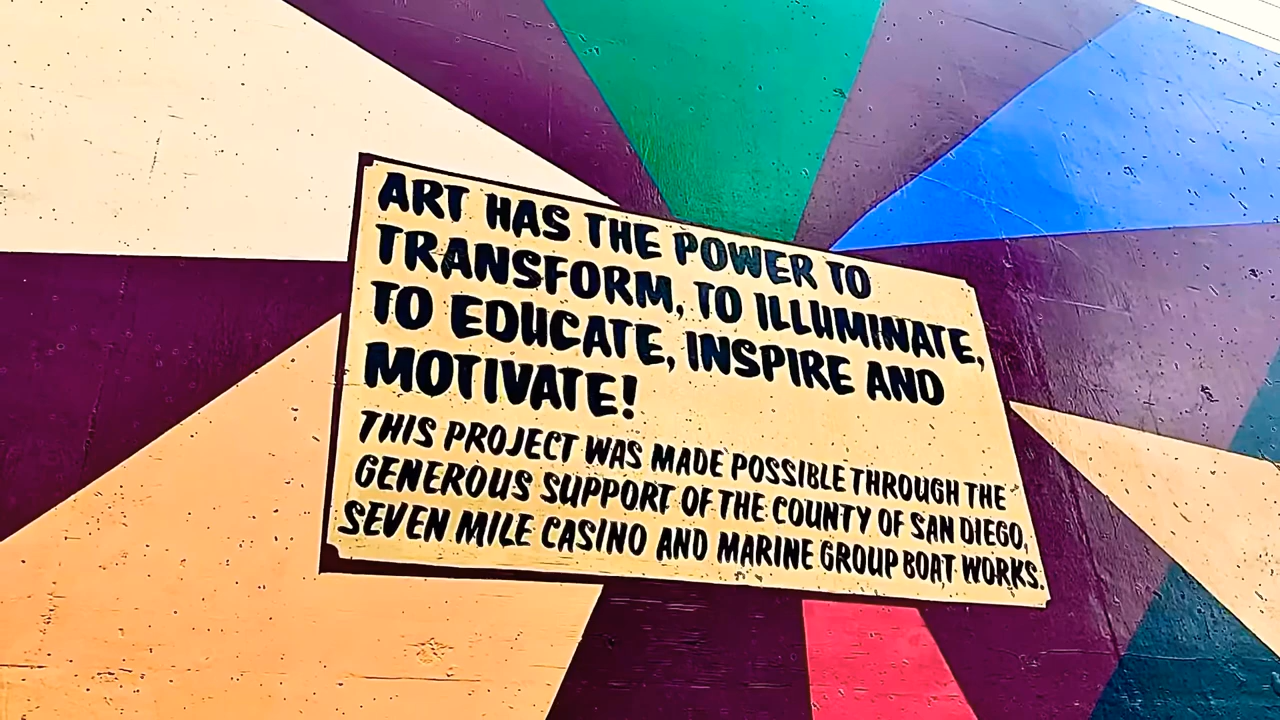 ART HAS THE POWER TO
TRANSFORM, TO ILLUMINATE,
TO EDUCATE, INSPIRE AND
MOTIVATE!
THIS PROJECT WAS MADE POSSIBLE THROUGH THE
GENEROUS SUPPORT OF THE COUNTY OF SAN DIEGO,
SEVEN MILE CASINO AND MARINE GROUP BOAT WORKS.